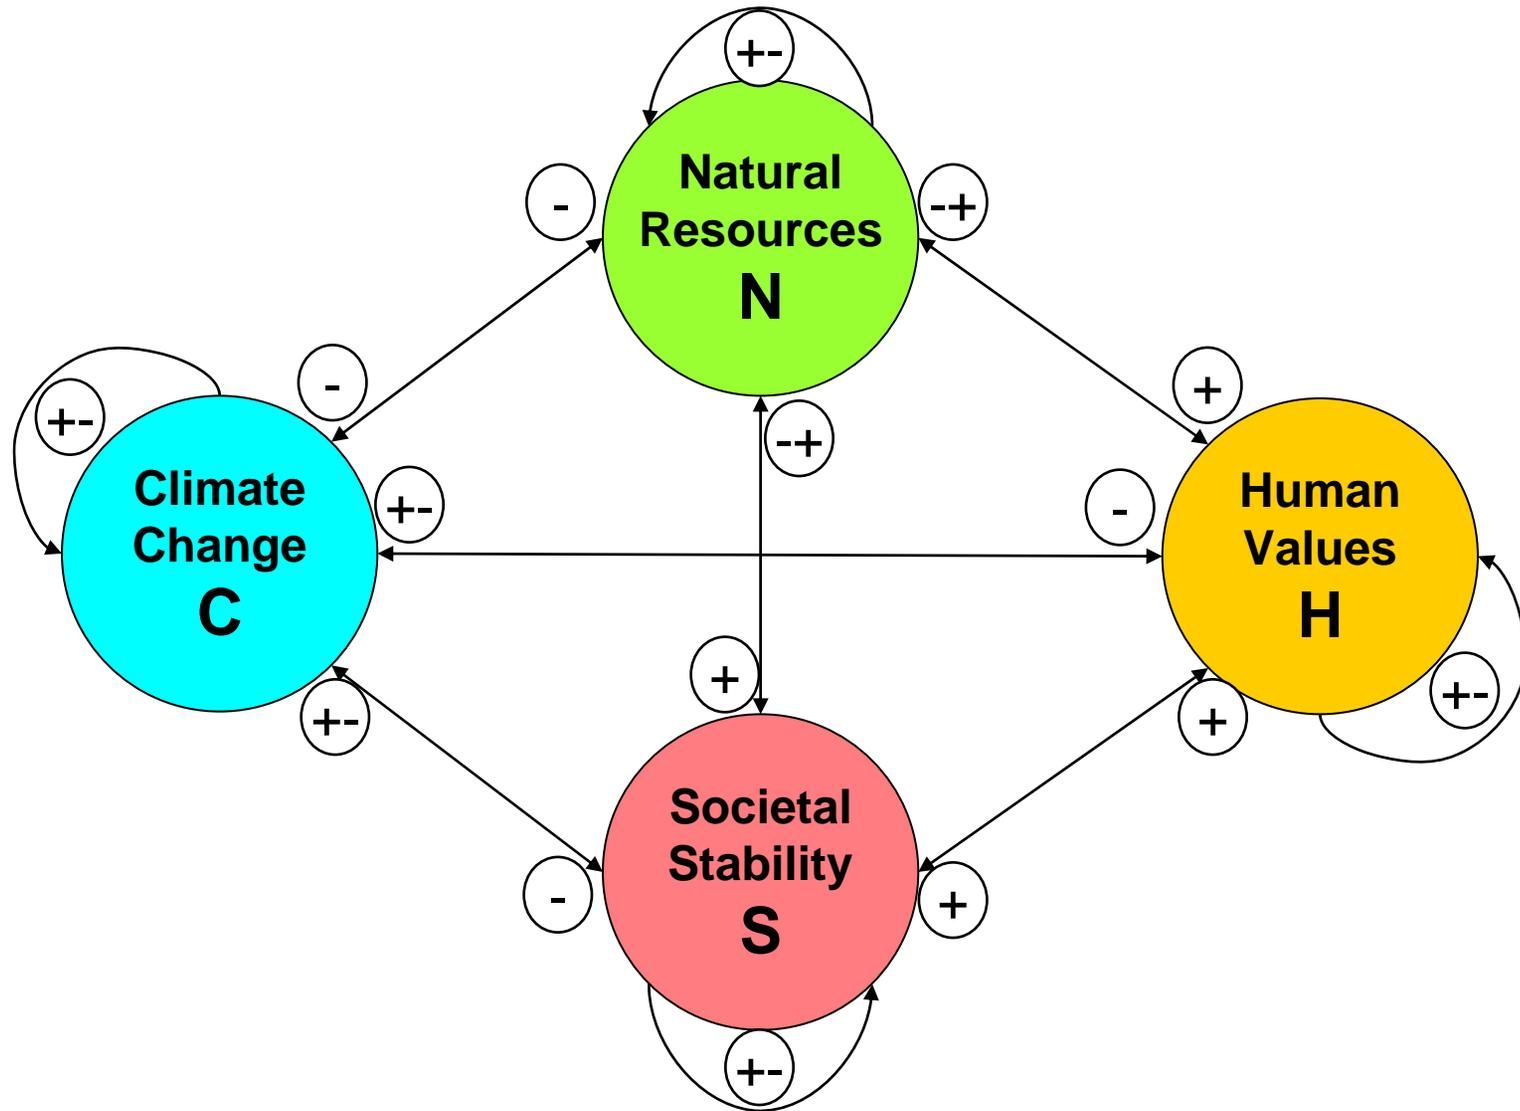 +-
Natural
Resources
N
-
-+
-
+
+-
-+
Climate
Change
C
+-
-
Human
Values
H
+-
+
+-
+
Societal
Stability
S
-
+
+-